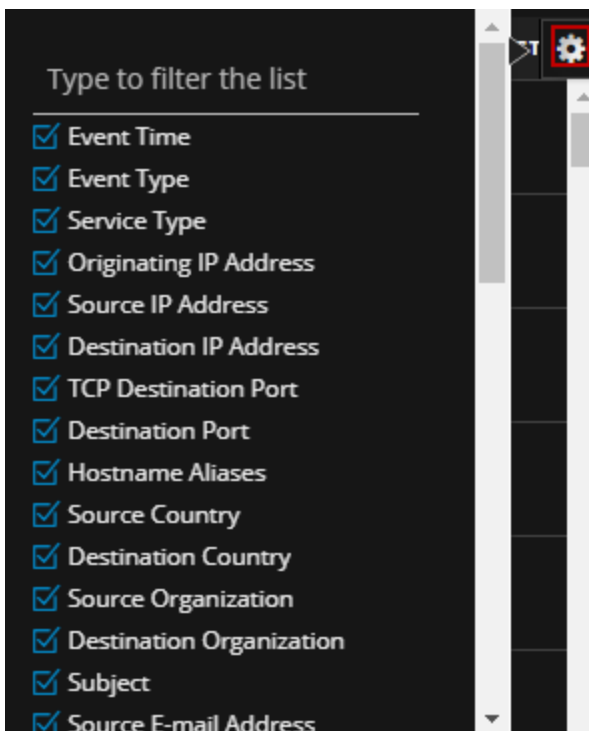 ST
Type to filter the list
Event Time
Event Type
Service Type
Originating IP Address
Source IP Address
Destination IP Address
TCP Destination Port
Destination Port
Hostname Aliases
Source Country
Destination Country
Source Organization
Destination Organization
Subject
Source E-mail Address